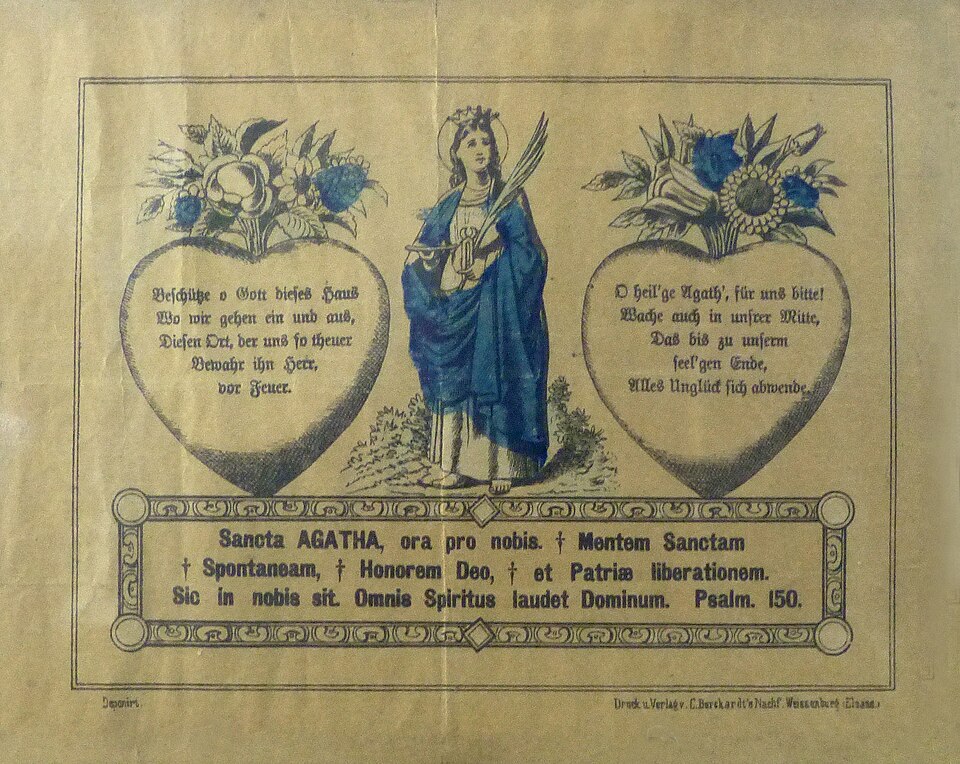 Beschütze o Gott dieses Haus
Wo wir gehen ein und aus,
Diesen Ort, der uns so theuer
Bewahr ihn Herr,
vor Feuer.
O heil'ge Agath', für uns bitte!
Wache auch in unsrer Mitte,
Das bis zu unserm
seel'gen Ende,
Alles Unglück sich abwende.
Sancta AGATHA, ora pro nobis. † Mentem Sanctam
† Spontaneam, † Honorem Deo, † et Patriæ liberationem.
Sic in nobis sit. Omnis Spiritus laudet Dominum. Psalm. 150.
Deponirt.
Druck u. Verlag v. C. Burckardt's Nachf. Weissenburg (Elsass.)